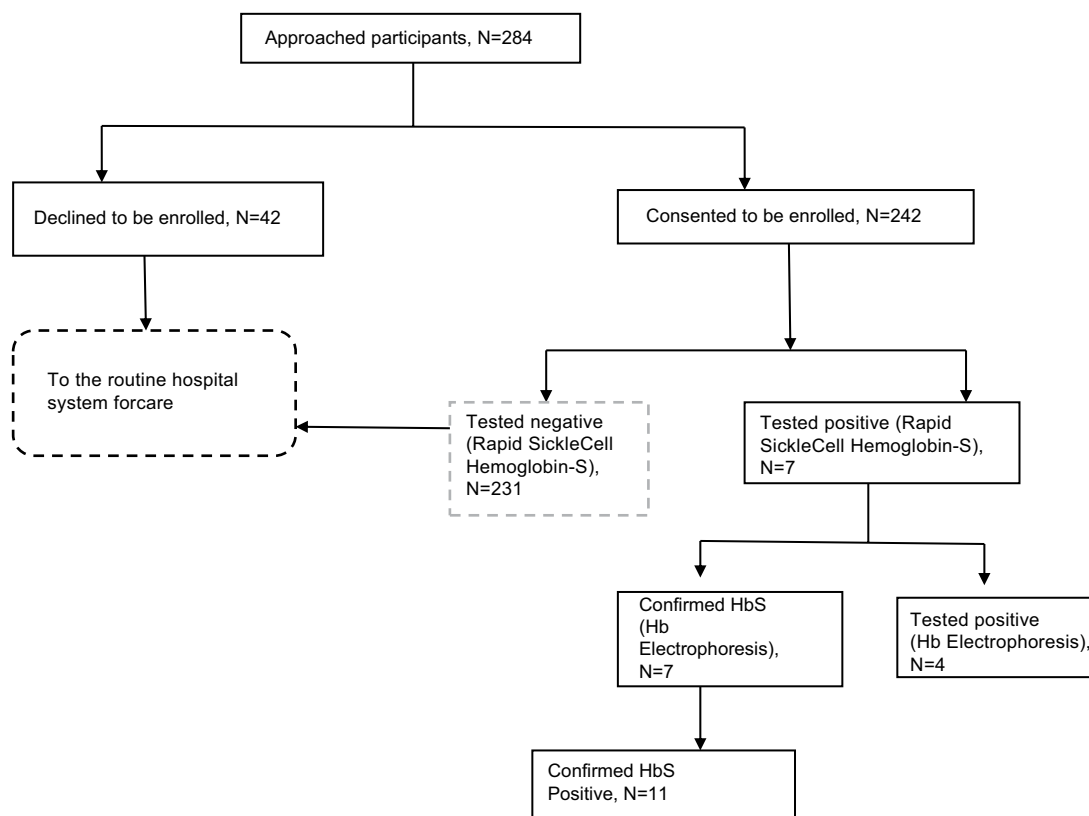 Approached participants, N=284
Declined to be enrolled, N=42
Consented to be enrolled, N=242
To the routine hospital
system forcare
Tested negative
(Rapid SickleCell
Hemoglobin-S),
N=231
Tested positive (Rapid
SickleCell Hemoglobin-S),
N=7
Confirmed HbS
(Hb
Electrophoresis),
N=7
Tested positive
(Hb Electrophoresis),
N=4
Confirmed HbS
Positive, N=11